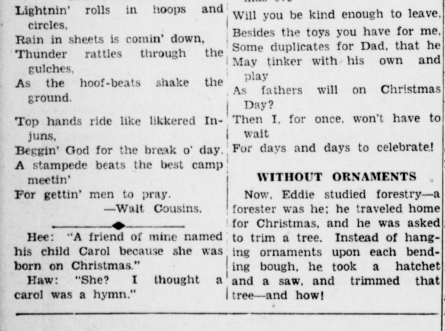 Lightnin' rolls in hoops and
circles,
Rain in sheets is comin' down,
Thunder rattles through the
gulches,
As the hoof-beats shake the
ground.
Top hands ride like likkered In-
juns,
Beggin' God for the break o' day.
A stampede beats the best camp
meetin'
For gettin' men to pray.
—Walt Cousins.
Hee: "A friend of mine named
his child Carol because she was
born on Christmas."
Haw: "She? I thought a
carol was a hymn."
Will you be kind enough to leave,
Besides the toys you have for me,
Some duplicates for Dad, that he
May tinker with his own and
play
As fathers will on Christmas
Day?
Then I, for once, won't have to
wait
For days and days to celebrate!
WITHOUT ORNAMENTS
Now, Eddie studied forestry—a
forester was he; he traveled home
for Christmas, and he was asked
to trim a tree. Instead of hang-
ing ornaments upon each bend-
ing bough, he took a hatchet
and a saw, and trimmed that
tree—and how!